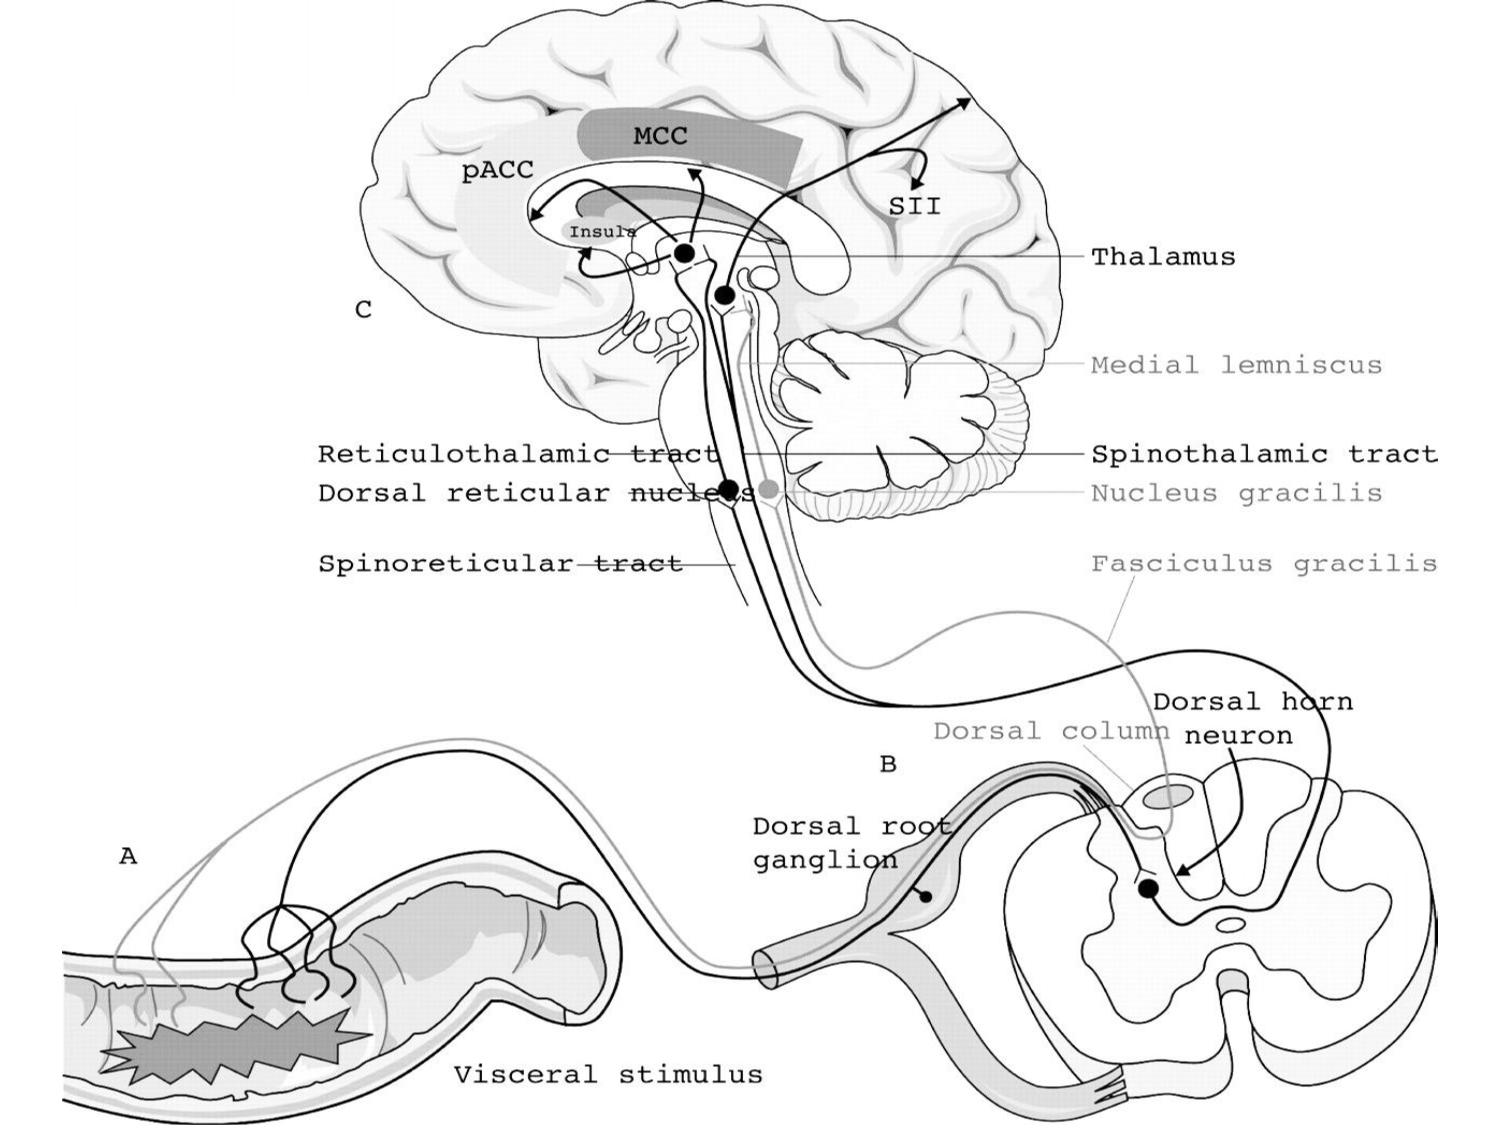 MCC
pACC
SII
Insula
Thalamus
C
Medial lemniscus
Reticulothalamic tract
Spinothalamic tract
Dorsal reticular nucleus
Nucleus gracilis
Spinoreticular tract
Fasciculus gracilis
Dorsal horn
neuron
Dorsal column
B
Dorsal root
ganglion
A
Visceral stimulus